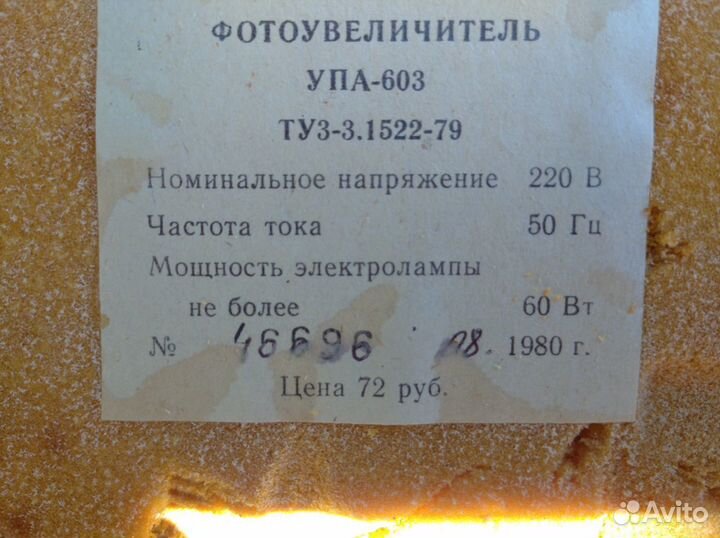 ФОТОУВЕЛИЧИТЕЛЬ
УПА-603
ТУ3-3.1522-79
Номинальное напряжение 220 В
Частота тока 50 Гц
Мощность электролампы
не более 60 Вт
№ 46696 08. 1980 г.
Цена 72 руб.
Avito